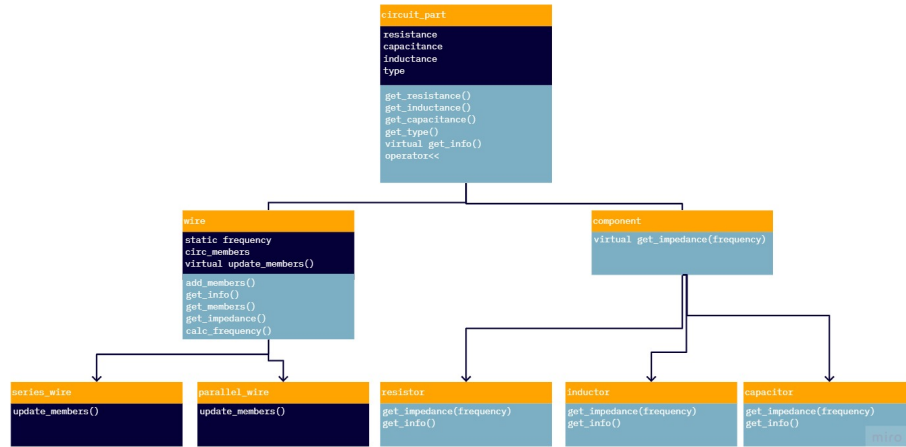 circuit_part
resistance
capacitance
inductance
type
get_resistance()
get_inductance()
get_capacitance()
get_type()
virtual get_info()
operator<<
wire
static frequency
circ_members
virtual update_members()
add_members()
get_info()
get_members()
get_impedance()
calc_frequency()
component
virtual get_impedance(frequency)
series_wire
update_members()
parallel_wire
update_members()
resistor
get_impedance(frequency)
get_info()
inductor
get_impedance(frequency)
get_info()
capacitor
get_impedance(frequency)
get_info()
miro